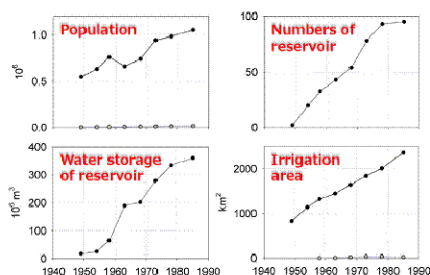 Population
1.0
0.5
0.0
10⁶
Numbers of
reservoir
100
50
0
Water storage
of reservoir
400
300
200
100
0
10⁶ m³
1940 1950 1960 1970 1980 1990
Irrigation
area
2000
1000
0
km²
1940 1950 1960 1970 1980 1990